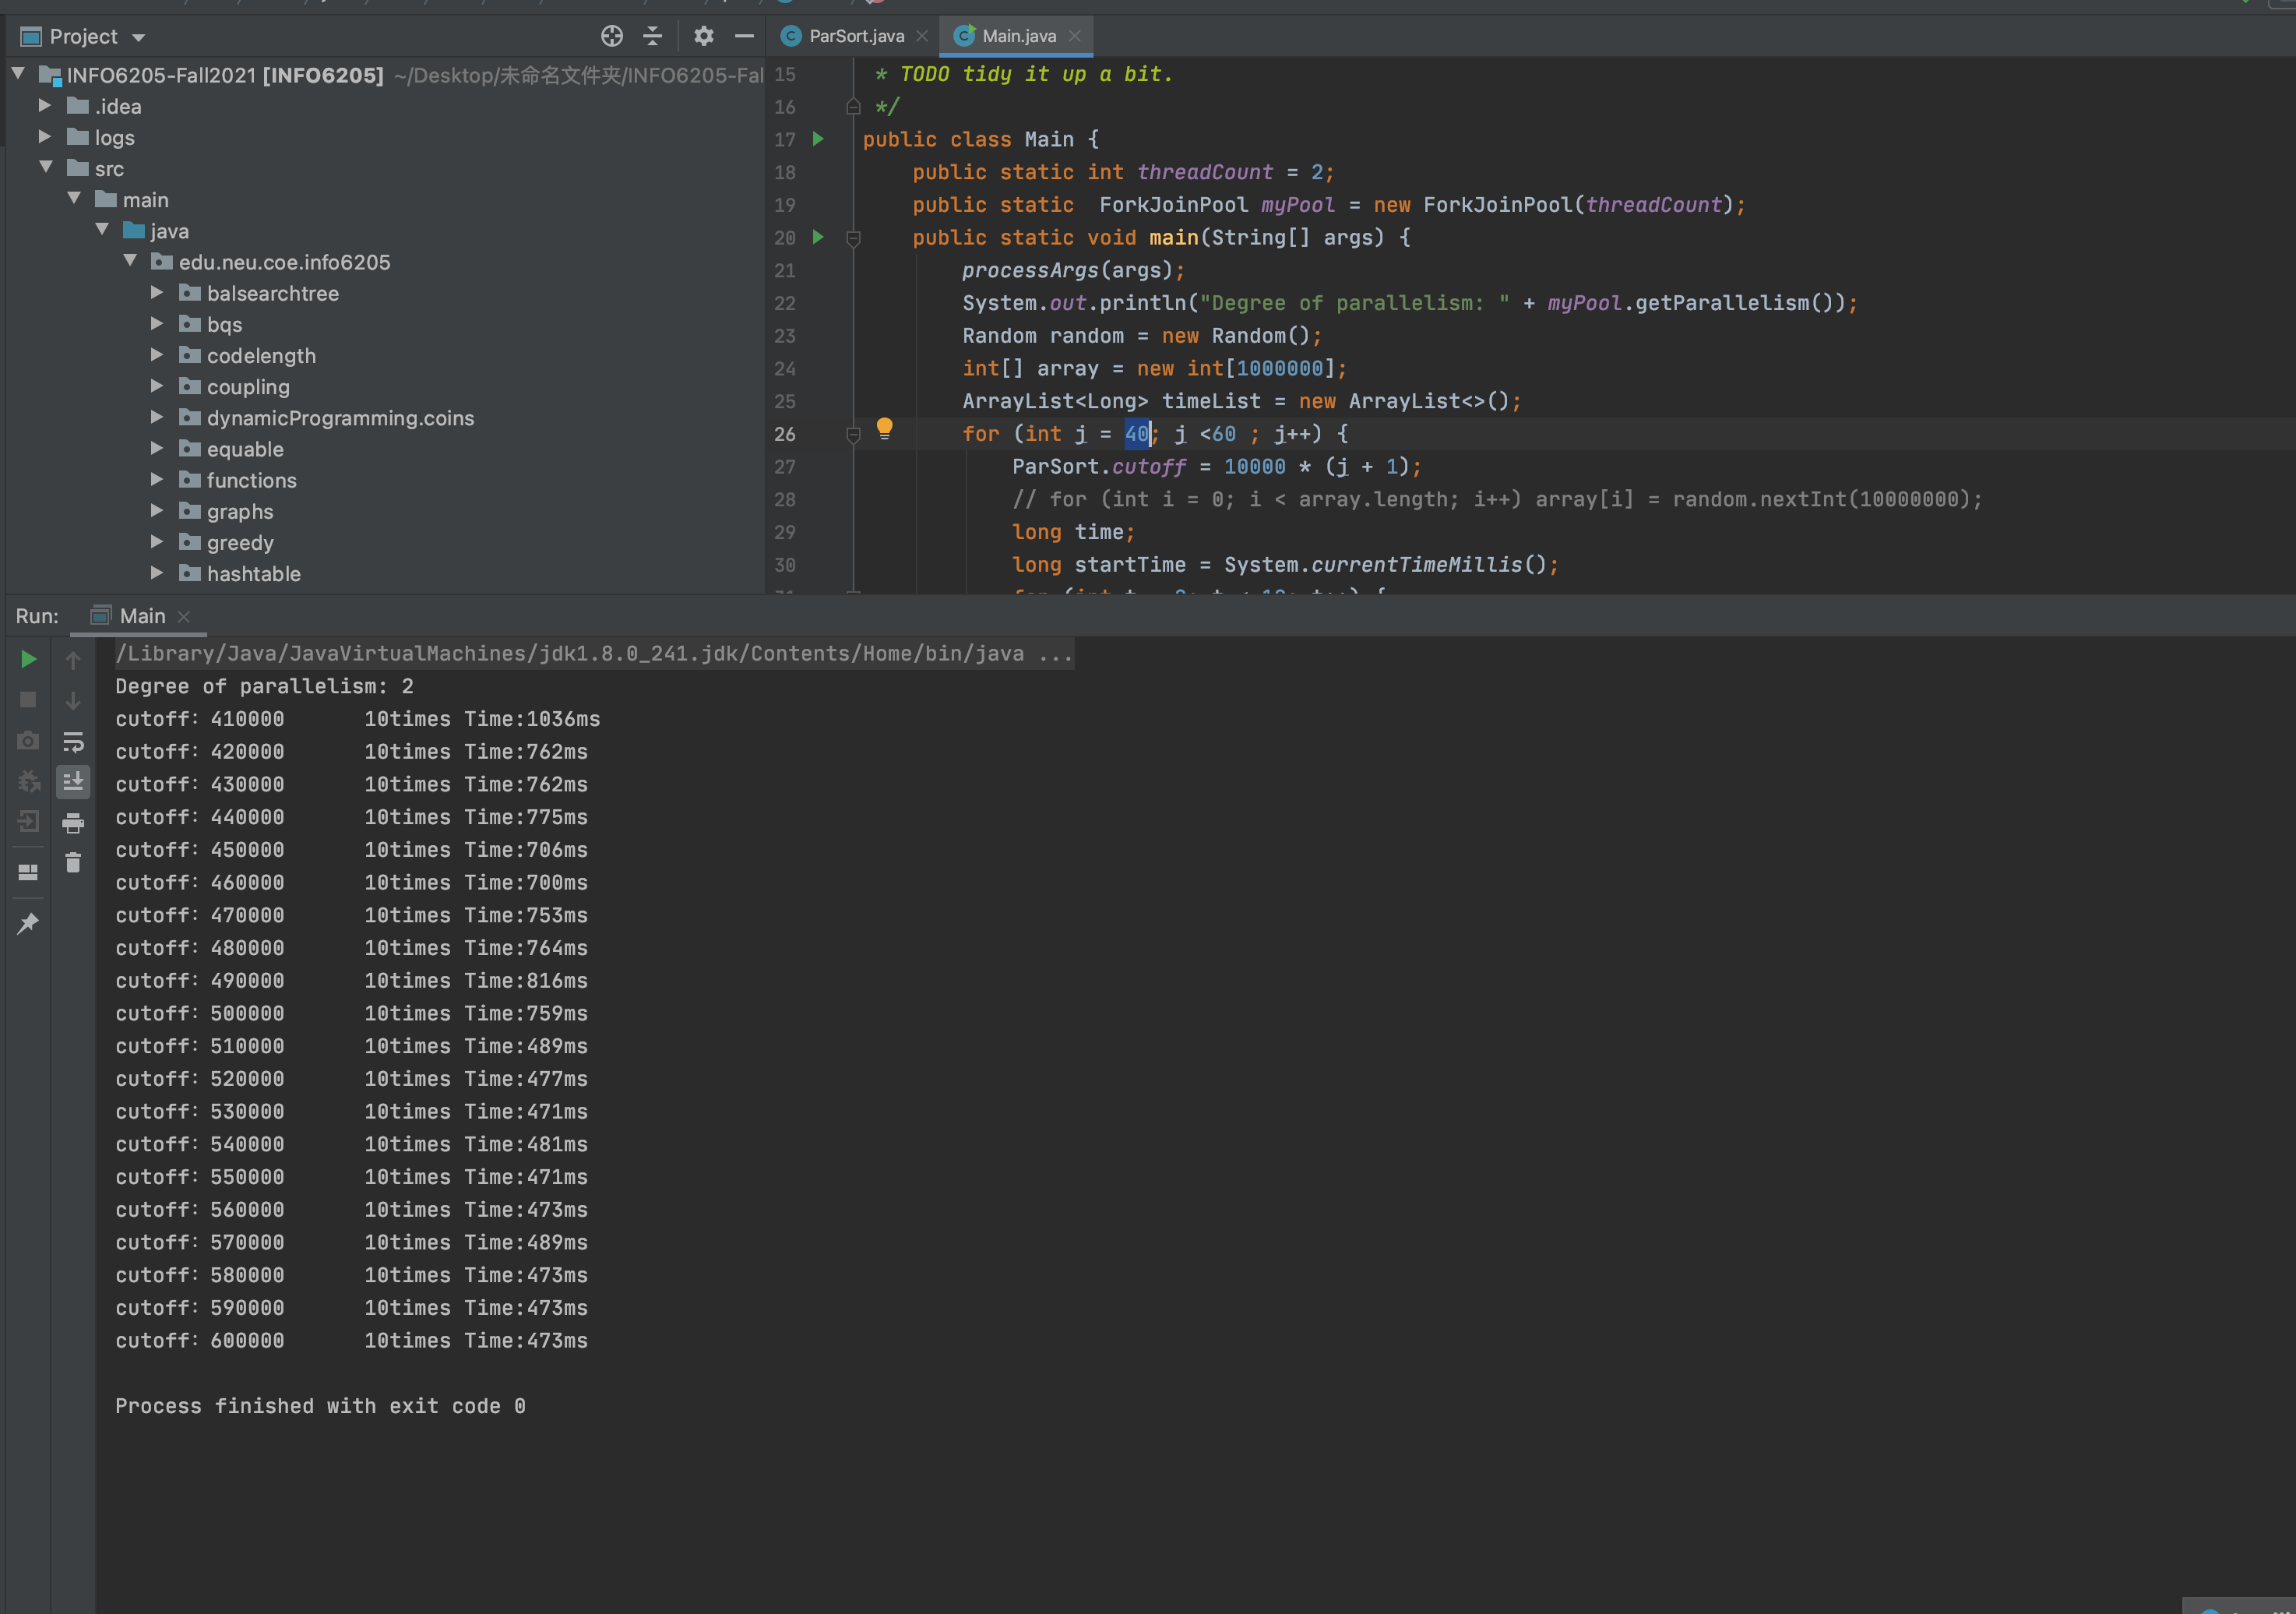 Project
INFO6205-Fall2021 [INFO6205] ~/Desktop/未命名文件夹/INFO6205-Fal
.idea
logs
src
main
java
edu.neu.coe.info6205
balsearchtree
bqs
codelength
coupling
dynamicProgramming.coins
equable
functions
graphs
greedy
hashtable
ParSort.java
Main.java
15 * TODO tidy it up a bit.
16 */
17 public class Main {
18 public static int threadCount = 2;
19 public static  ForkJoinPool myPool = new ForkJoinPool(threadCount);
20 public static void main(String[] args) {
21 processArgs(args);
22 System.out.println("Degree of parallelism: " + myPool.getParallelism());
23 Random random = new Random();
24 int[] array = new int[1000000];
25 ArrayList<Long> timeList = new ArrayList<>();
26 for (int j = 40; j <60 ; j++) {
27 ParSort.cutoff = 10000 * (j + 1);
28 // for (int i = 0; i < array.length; i++) array[i] = random.nextInt(10000000);
29 long time;
30 long startTime = System.currentTimeMillis();
Run: Main
/Library/Java/JavaVirtualMachines/jdk1.8.0_241.jdk/Contents/Home/bin/java ...
Degree of parallelism: 2
cutoff: 410000 10times Time:1036ms
cutoff: 420000 10times Time:762ms
cutoff: 430000 10times Time:762ms
cutoff: 440000 10times Time:775ms
cutoff: 450000 10times Time:706ms
cutoff: 460000 10times Time:700ms
cutoff: 470000 10times Time:753ms
cutoff: 480000 10times Time:764ms
cutoff: 490000 10times Time:816ms
cutoff: 500000 10times Time:759ms
cutoff: 510000 10times Time:489ms
cutoff: 520000 10times Time:477ms
cutoff: 530000 10times Time:471ms
cutoff: 540000 10times Time:481ms
cutoff: 550000 10times Time:471ms
cutoff: 560000 10times Time:473ms
cutoff: 570000 10times Time:489ms
cutoff: 580000 10times Time:473ms
cutoff: 590000 10times Time:473ms
cutoff: 600000 10times Time:473ms
Process finished with exit code 0